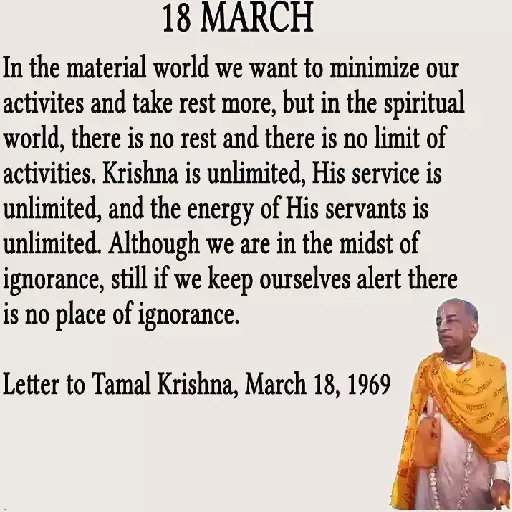 18 MARCH
In the material world we want to minimize our
activites and take rest more, but in the spiritual
world, there is no rest and there is no limit of
activities. Krishna is unlimited, His service is
unlimited, and the energy of His servants is
unlimited. Although we are in the midst of
ignorance, still if we keep ourselves alert there
is no place of ignorance.
Letter to Tamal Krishna, March 18, 1969